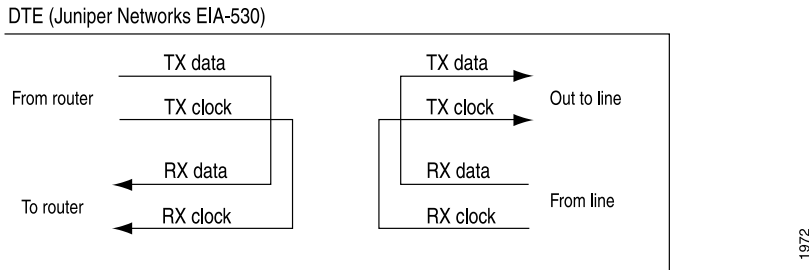 DTE (Juniper Networks EIA-530)
TX data
From router
TX clock
RX data
To router
RX clock
TX data
TX clock
Out to line
RX data
From line
RX clock
1972